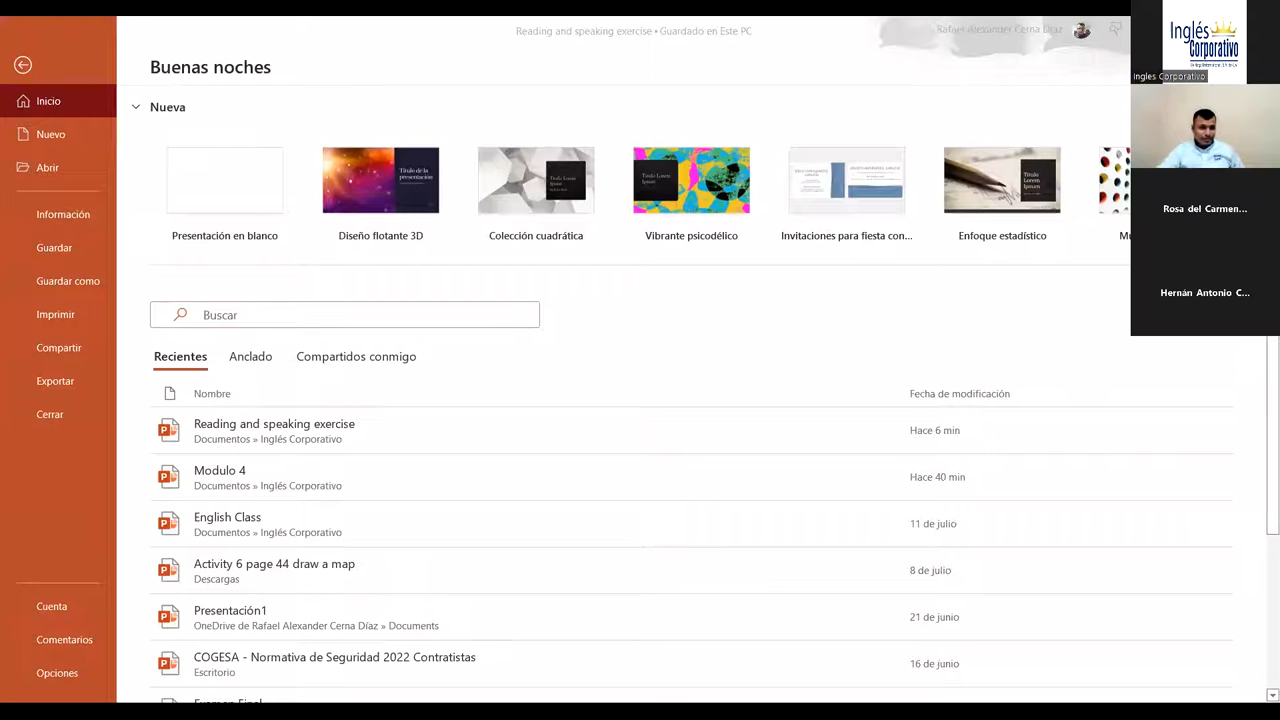 Reading and speaking exercise • Guardado en Este PC
Rafael Alexander Cerna Díaz
Buenas noches
Inicio
Nuevo
Abrir
Información
Guardar
Guardar como
Imprimir
Compartir
Exportar
Cerrar
Cuenta
Comentarios
Opciones
Nueva
Título de la presentación
Título Lorem Ipsum
Título Lorem Ipsum
Título Lorem Ipsum
Presentación en blanco
Diseño flotante 3D
Colección cuadrática
Vibrante psicodélico
Invitaciones para fiesta con...
Enfoque estadístico
Buscar
Recientes
Anclado
Compartidos conmigo
Nombre
Fecha de modificación
Reading and speaking exercise
Documentos » Inglés Corporativo
Hace 6 min
Modulo 4
Documentos » Inglés Corporativo
Hace 40 min
English Class
Documentos » Inglés Corporativo
11 de julio
Activity 6 page 44 draw a map
Descargas
8 de julio
Presentación1
OneDrive de Rafael Alexander Cerna Díaz » Documents
21 de junio
COGESA - Normativa de Seguridad 2022 Contratistas
Escritorio
16 de junio
Inglés
Corporativo
Ingles Corporativo
Rosa del Carmen...
Hernán Antonio C...